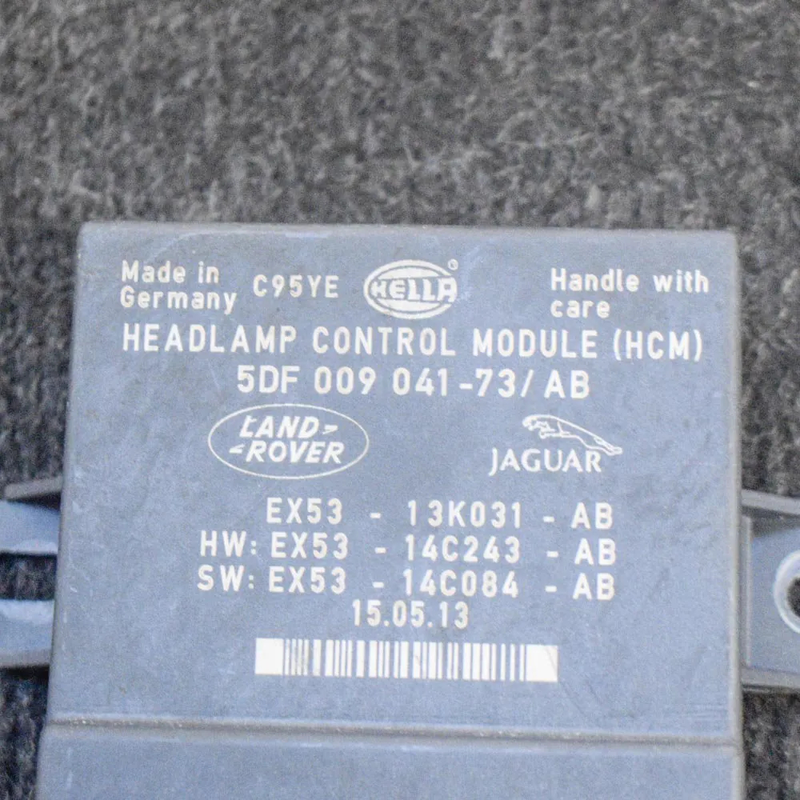 Made in Germany C95YE HELLA ® Handle with care
HEADLAMP CONTROL MODULE (HCM)
5DF 009 041-73/AB
LAND-
-ROVER
JAGUAR
EX53 - 13K031 - AB
HW: EX53 - 14C243 - AB
SW: EX53 - 14C084 - AB
15.05.13